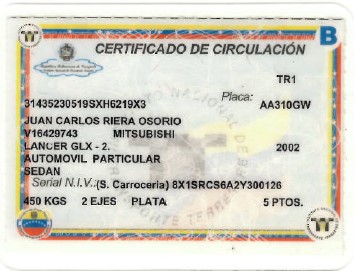 CERTIFICADO DE CIRCULACIÓN
B
TR1
31435230519SXH6219X3
Placa: AA310GW
JUAN CARLOS RIERA OSORIO
V16429743 MITSUBISHI
LANCER GLX - 2. 2002
AUTOMOVIL PARTICULAR
SEDAN
Serial N.I.V.: (S. Carroceria) 8X1SRCS6A2Y300126
450 KGS 2 EJES PLATA 5 PTOS.